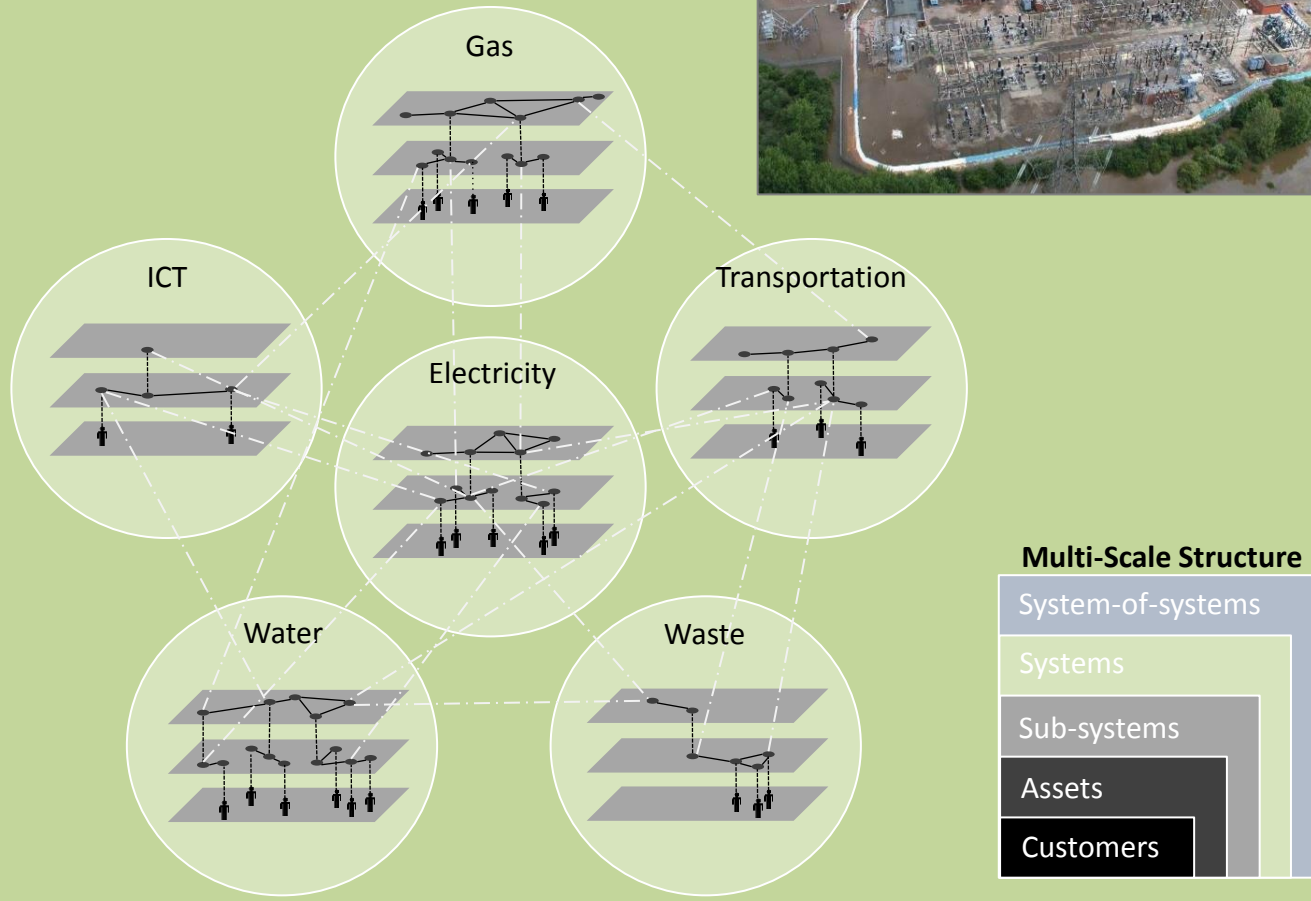 Gas
ICT
Transportation
Electricity
Water
Waste
Multi-Scale Structure
System-of-systems
Systems
Sub-systems
Assets
Customers